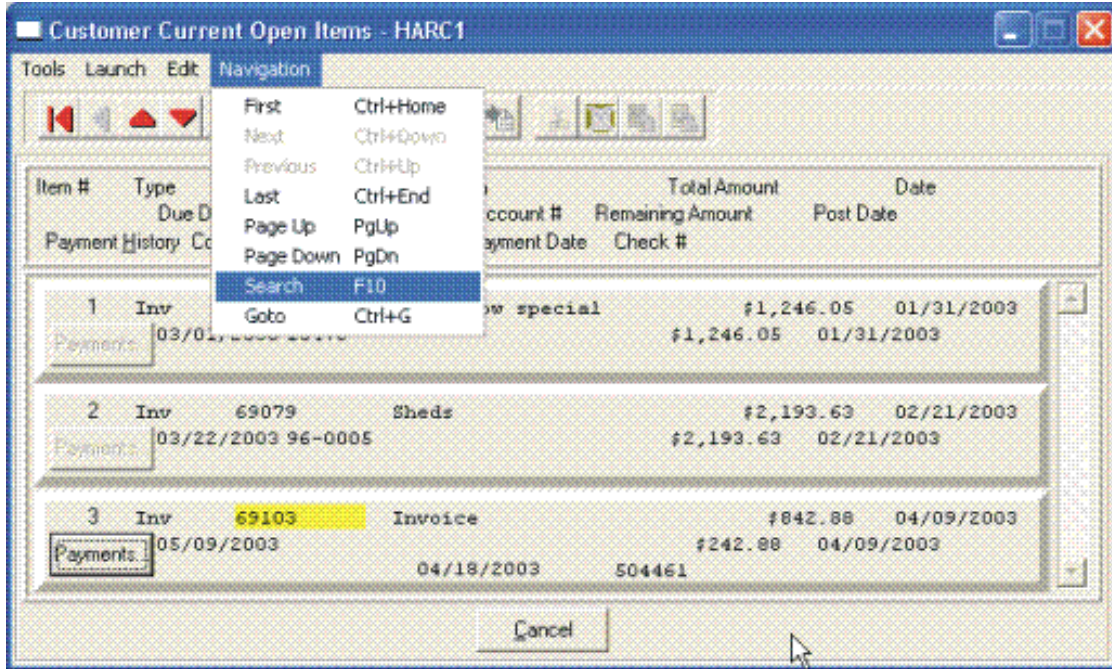 Customer Current Open Items - HARC1
Tools Launch Edit Navigation
First Ctrl+Home
Next Ctrl+Down
Previous Ctrl+Up
Last Ctrl+End
Page Up PgUp
Page Down PgDn
Search F10
Goto Ctrl+G
Item # Type Total Amount Date
Due D ccount # Remaining Amount Post Date
Payment History Co ayment Date Check #
1 Inv ow special $1,246.05 01/31/2003
Payments. 03/01/ $1,246.05 01/31/2003
2 Inv 69079 Sheds $2,193.63 02/21/2003
Payments. 03/22/2003 96-0005 $2,193.63 02/21/2003
3 Inv 69103 Invoice $842.88 04/09/2003
Payments.. 05/09/2003 $242.88 04/09/2003
04/18/2003 504461
Cancel